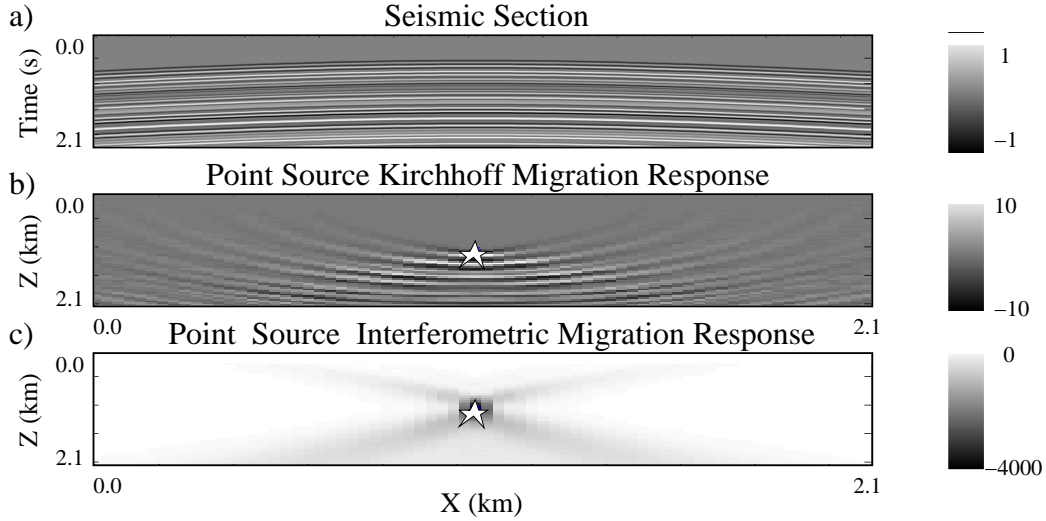 a)
Seismic Section
0.0
Time (s)
2.1
1
−1
b)
Point Source Kirchhoff Migration Response
0.0
Z (km)
2.1
0.0
2.1
10
−10
c)
Point Source Interferometric Migration Response
0.0
Z (km)
2.1
0.0
X (km)
2.1
0
−4000